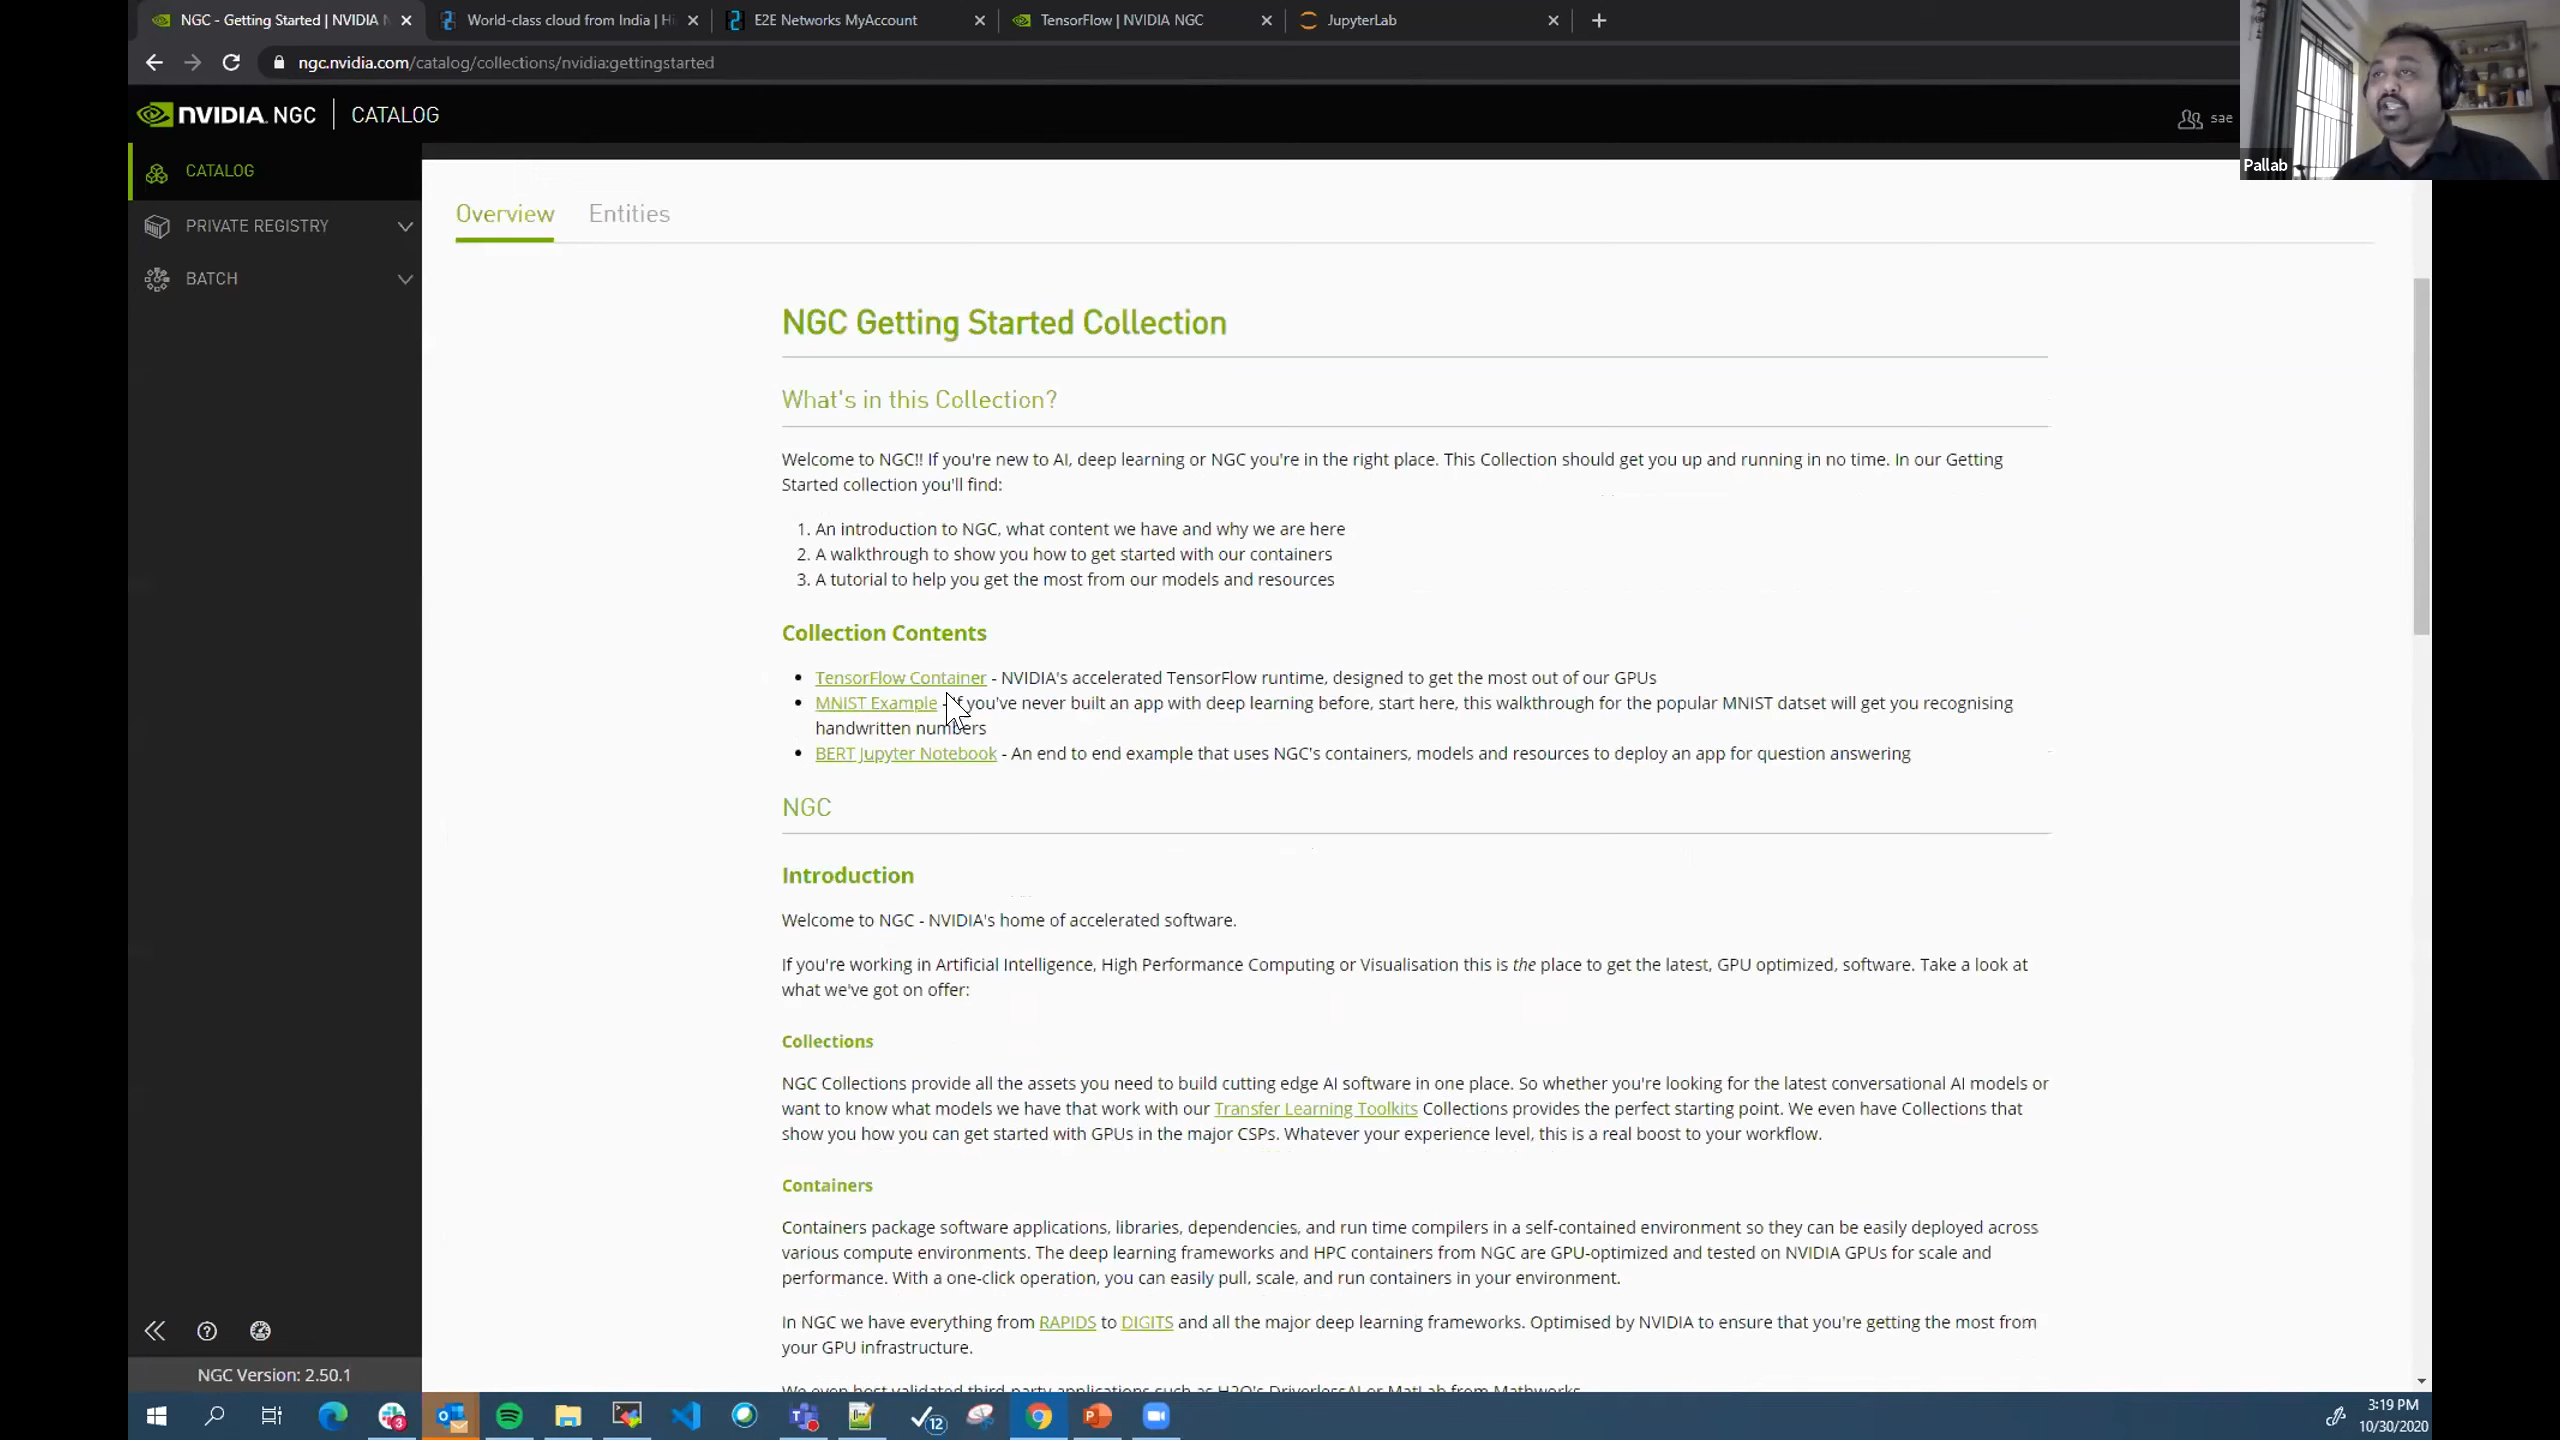 NGC - Getting Started | NVIDIA N
World-class cloud from India | Hi
E2E Networks MyAccount
TensorFlow | NVIDIA NGC
JupyterLab
ngc.nvidia.com/catalog/collections/nvidia:gettingstarted
NVIDIA. NGC | CATALOG
sae
Pallab
CATALOG
PRIVATE REGISTRY
BATCH
Overview
Entities
NGC Getting Started Collection
What's in this Collection?
Welcome to NGC!! If you're new to AI, deep learning or NGC you're in the right place. This Collection should get you up and running in no time. In our Getting
Started collection you'll find:
1. An introduction to NGC, what content we have and why we are here
2. A walkthrough to show you how to get started with our containers
3. A tutorial to help you get the most from our models and resources
Collection Contents
• TensorFlow Container - NVIDIA's accelerated TensorFlow runtime, designed to get the most out of our GPUs
• MNIST Example - If you've never built an app with deep learning before, start here, this walkthrough for the popular MNIST datset will get you recognising
handwritten numbers
• BERT Jupyter Notebook - An end to end example that uses NGC's containers, models and resources to deploy an app for question answering
NGC
Introduction
Welcome to NGC - NVIDIA's home of accelerated software.
If you're working in Artificial Intelligence, High Performance Computing or Visualisation this is the place to get the latest, GPU optimized, software. Take a look at
what we've got on offer:
Collections
NGC Collections provide all the assets you need to build cutting edge AI software in one place. So whether you're looking for the latest conversational AI models or
want to know what models we have that work with our Transfer Learning Toolkits Collections provides the perfect starting point. We even have Collections that
show you how you can get started with GPUs in the major CSPs. Whatever your experience level, this is a real boost to your workflow.
Containers
Containers package software applications, libraries, dependencies, and run time compilers in a self-contained environment so they can be easily deployed across
various compute environments. The deep learning frameworks and HPC containers from NGC are GPU-optimized and tested on NVIDIA GPUs for scale and
performance. With a one-click operation, you can easily pull, scale, and run containers in your environment.
In NGC we have everything from RAPIDS to DIGITS and all the major deep learning frameworks. Optimised by NVIDIA to ensure that you're getting the most from
your GPU infrastructure.
We even host validated third party applications such as H2O's DriverlessAI or MatLab from Mathworks
NGC Version: 2.50.1
3
12
3:19 PM
10/30/2020